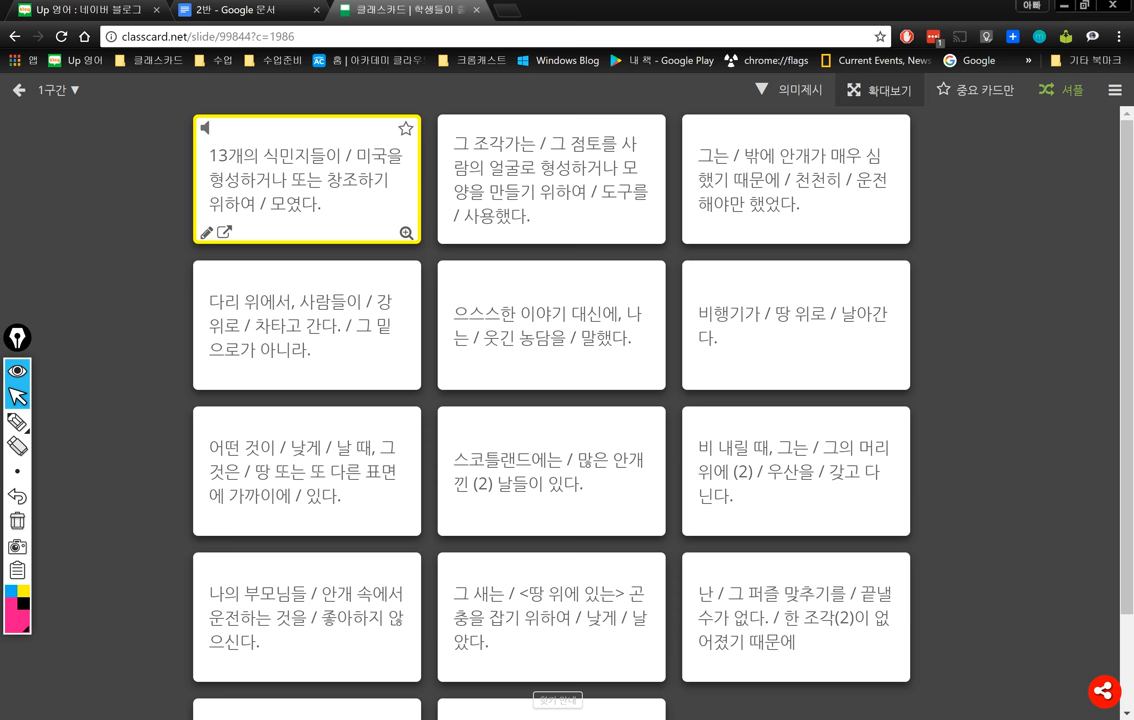 Up 영어 : 네이버 블로그
2반 - Google 문서
클래스카드 | 학생들이 즐
아빠
classcard.net/slide/99844?c=1986
앱
Up 영어
클래스카드
수업
수업준비
홈 | 아카데미 클라우
크롬캐스트
Windows Blog
내 책 - Google Play
chrome://flags
Current Events, News
Google
»
기타 북마크
1구간 ▼
의미제시
확대보기
중요 카드만
셔플
13개의 식민지들이 / 미국을
형성하거나 또는 창조하기
위하여 / 모였다.
그 조각가는 / 그 점토를 사
람의 얼굴로 형성하거나 모
양을 만들기 위하여 / 도구를
/ 사용했다.
그는 / 밖에 안개가 매우 심
했기 때문에 / 천천히 / 운전
해야만 했었다.
다리 위에서, 사람들이 / 강
위로 / 차타고 간다. / 그 밑
으로가 아니라.
으스스한 이야기 대신에, 나
는 / 웃긴 농담을 / 말했다.
비행기가 / 땅 위로 / 날아간
다.
어떤 것이 / 낮게 / 날 때, 그
것은 / 땅 또는 또 다른 표면
에 가까이에 / 있다.
스코틀랜드에는 / 많은 안개
낀 (2) 날들이 있다.
비 내릴 때, 그는 / 그의 머리
위에 (2) / 우산을 / 갖고 다
닌다.
나의 부모님들 / 안개 속에서
운전하는 것을 / 좋아하지 않
으신다.
그 새는 / <땅 위에 있는> 곤
충을 잡기 위하여 / 낮게 / 날
았다.
난 / 그 퍼즐 맞추기를 / 끝낼
수가 없다. / 한 조각(2)이 없
어졌기 때문에